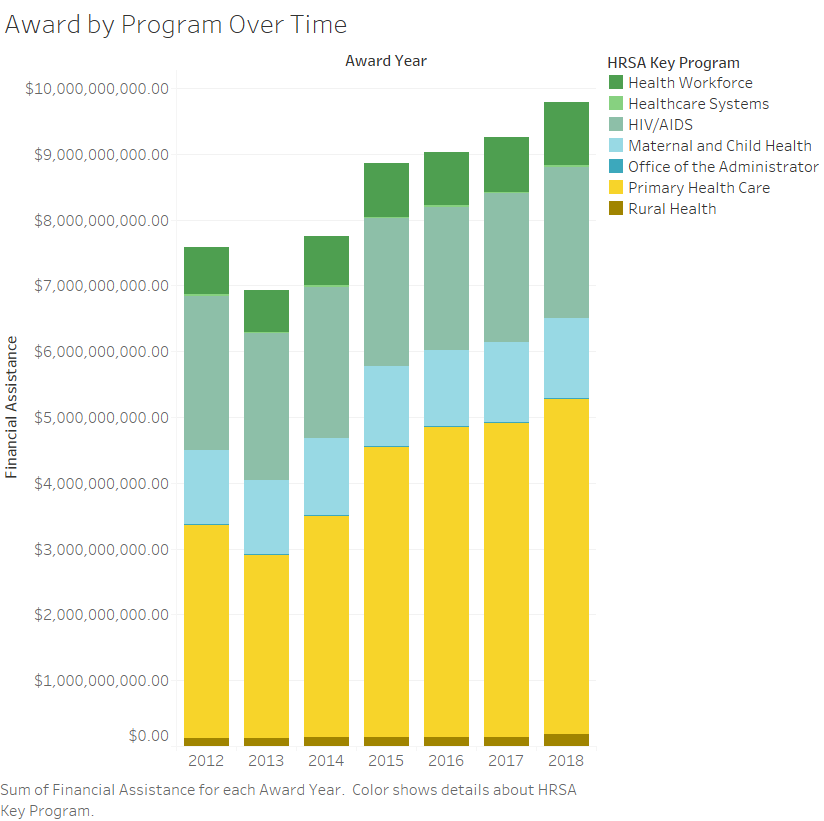 Award by Program Over Time
Award Year
HRSA Key Program
Health Workforce
Healthcare Systems
HIV/AIDS
Maternal and Child Health
Office of the Administrator
Primary Health Care
Rural Health
Financial Assistance
$10,000,000,000.00
$9,000,000,000.00
$8,000,000,000.00
$7,000,000,000.00
$6,000,000,000.00
$5,000,000,000.00
$4,000,000,000.00
$3,000,000,000.00
$2,000,000,000.00
$1,000,000,000.00
$0.00
2012 2013 2014 2015 2016 2017 2018
Sum of Financial Assistance for each Award Year. Color shows details about HRSA
Key Program.